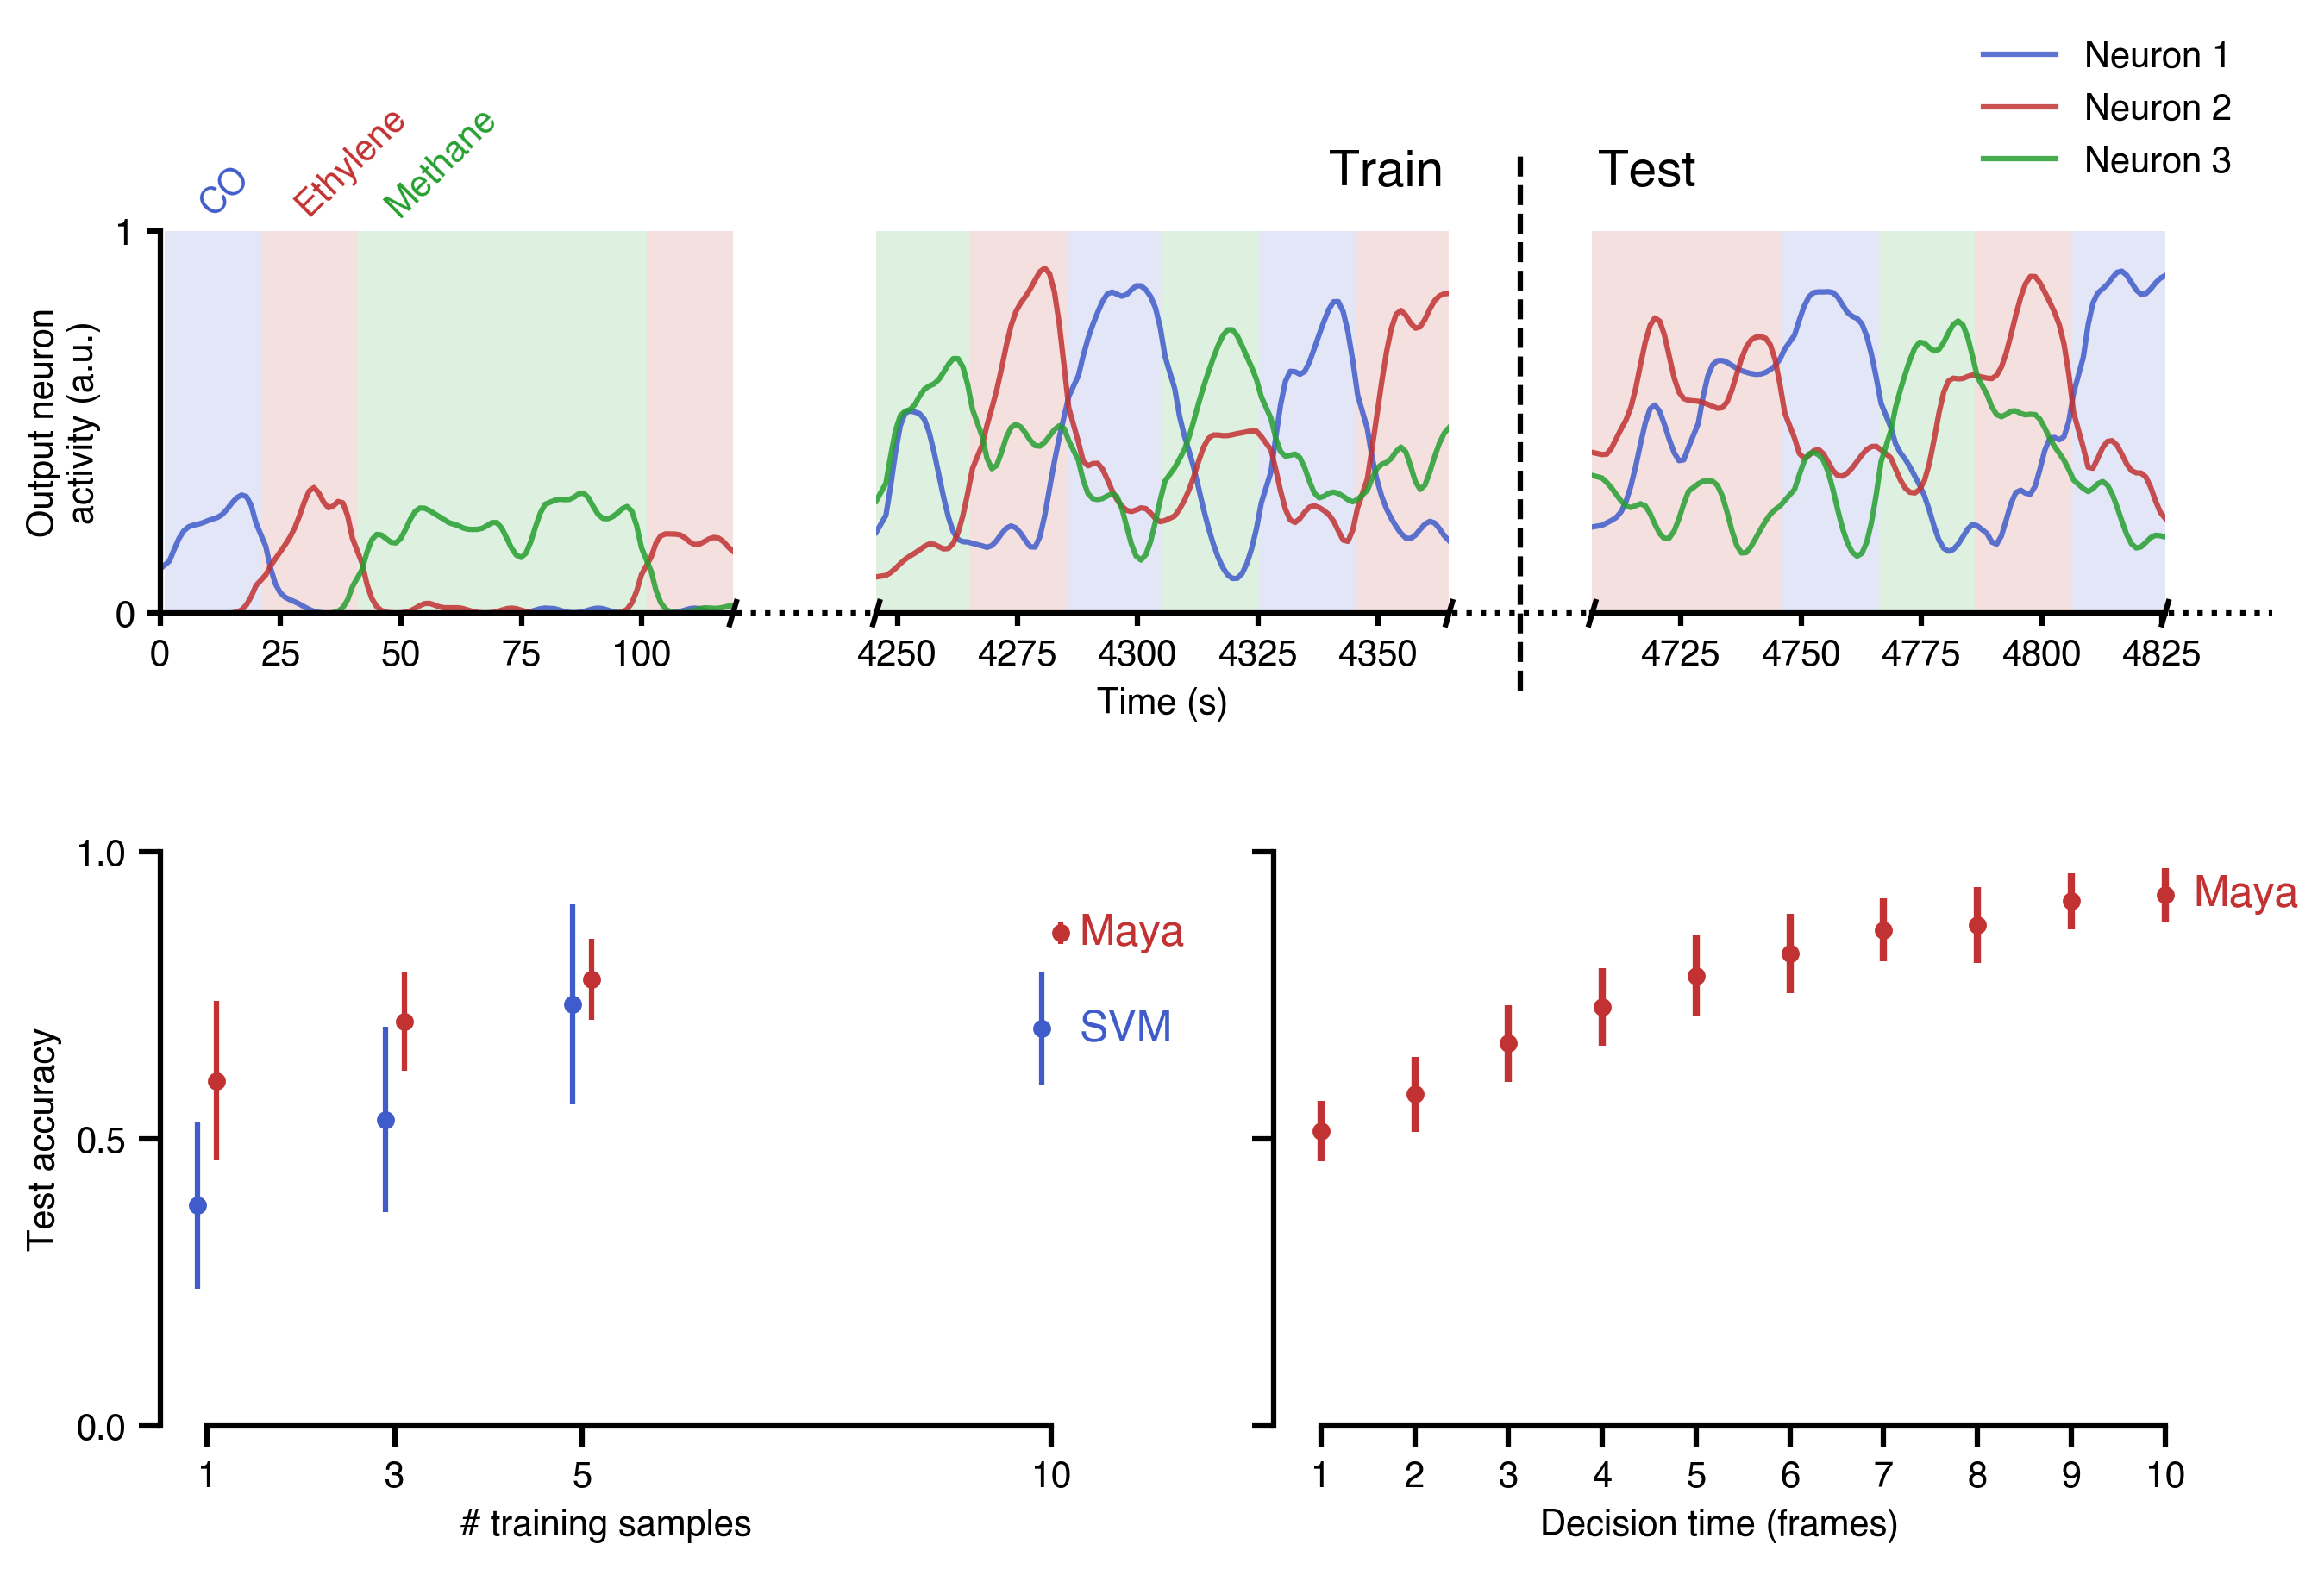 Neuron 1
Neuron 2
Neuron 3
CO
Ethylene
Methane
Train
Test
Output neuron
activity (a.u.)
1
0
0 25 50 75 100
4250 4275 4300 4325 4350
4725 4750 4775 4800 4825
Time (s)
Test accuracy
1.0
0.5
0.0
Maya
SVM
1 3 5 10
# training samples
Maya
1 2 3 4 5 6 7 8 9 10
Decision time (frames)